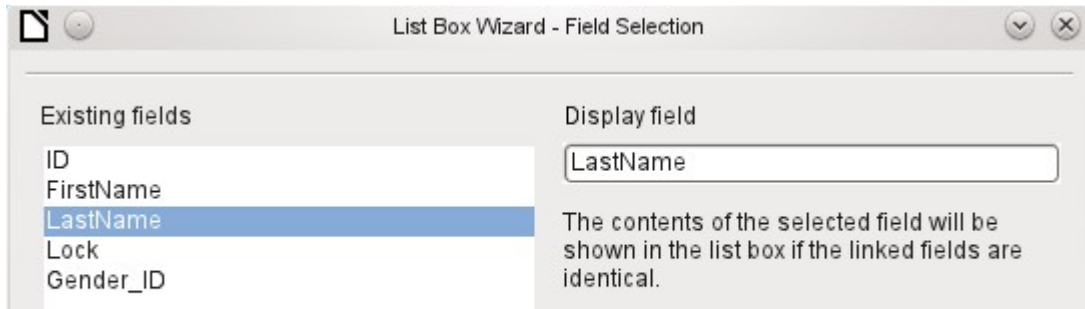 List Box Wizard - Field Selection
Existing fields
ID
FirstName
LastName
Lock
Gender_ID
Display field
LastName
The contents of the selected field will be
shown in the list box if the linked fields are
identical.